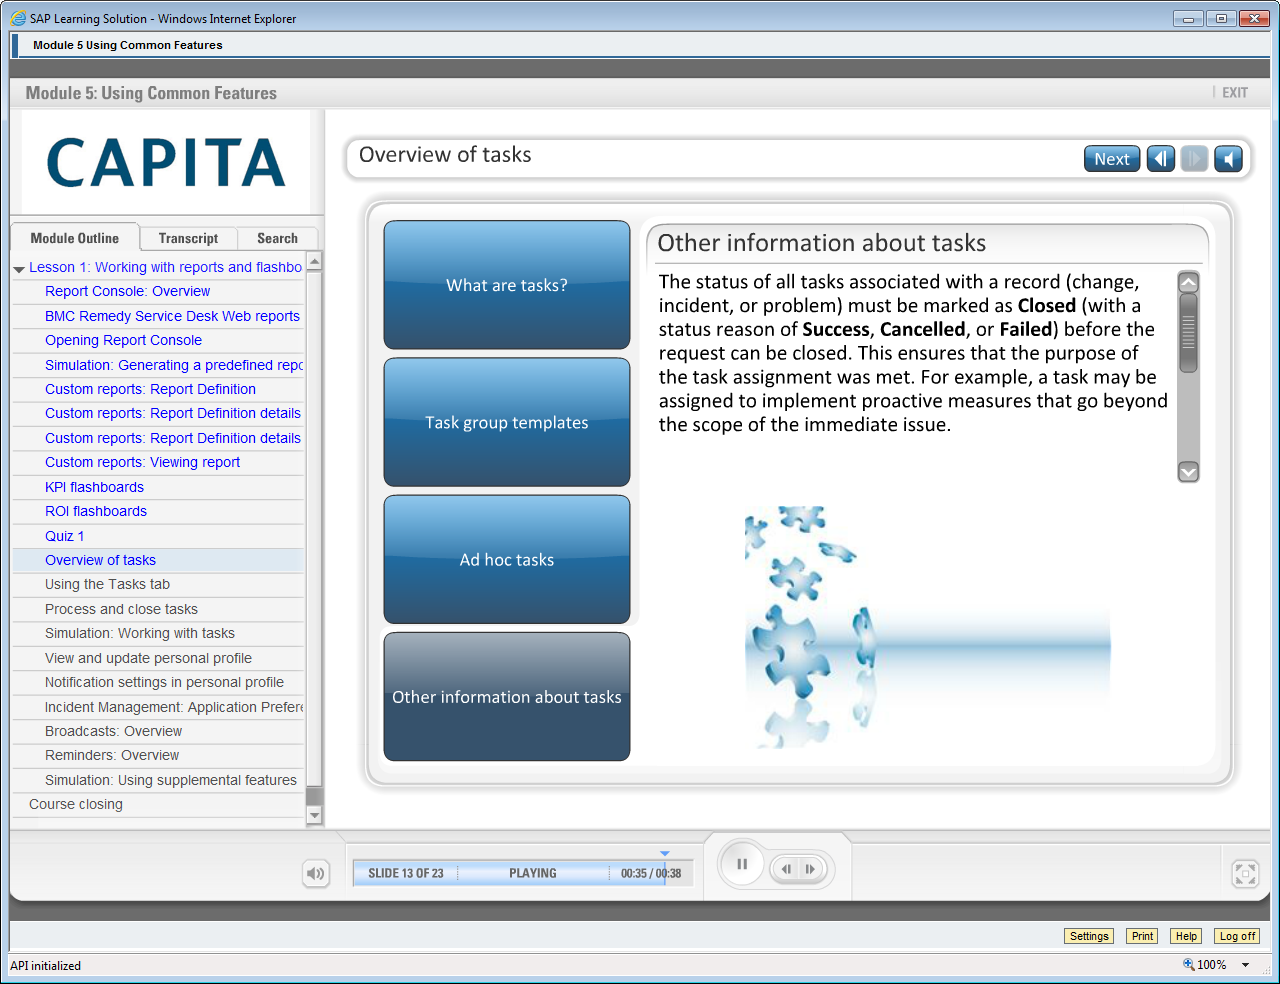 SAP Learning Solution - Windows Internet Explorer
Module 5 Using Common Features
Module 5: Using Common Features
EXIT
CAPITA
Overview of tasks
Next
Module Outline
Transcript
Search
Lesson 1: Working with reports and flashbo
Report Console: Overview
BMC Remedy Service Desk Web reports
Opening Report Console
Simulation: Generating a predefined repo
Custom reports: Report Definition
Custom reports: Report Definition details
Custom reports: Report Definition details
Custom reports: Viewing report
KPI flashboards
ROI flashboards
Quiz 1
Overview of tasks
Using the Tasks tab
Process and close tasks
Simulation: Working with tasks
View and update personal profile
Notification settings in personal profile
Incident Management: Application Prefere
Broadcasts: Overview
Reminders: Overview
Simulation: Using supplemental features
Course closing
What are tasks?
Task group templates
Ad hoc tasks
Other information about tasks
Other information about tasks
The status of all tasks associated with a record (change,
incident, or problem) must be marked as Closed (with a
status reason of Success, Cancelled, or Failed) before the
request can be closed. This ensures that the purpose of
the task assignment was met. For example, a task may be
assigned to implement proactive measures that go beyond
the scope of the immediate issue.
SLIDE 13 OF 23
PLAYING
00:35 / 00:38
Settings
Print
Help
Log off
API initialized
100%